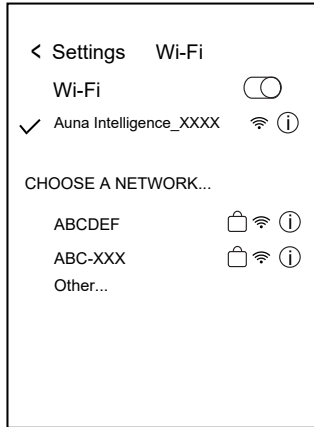 Settings Wi-Fi
Wi-Fi
Auna Intelligence_XXXX
CHOOSE A NETWORK...
ABCDEF
ABC-XXX
Other...